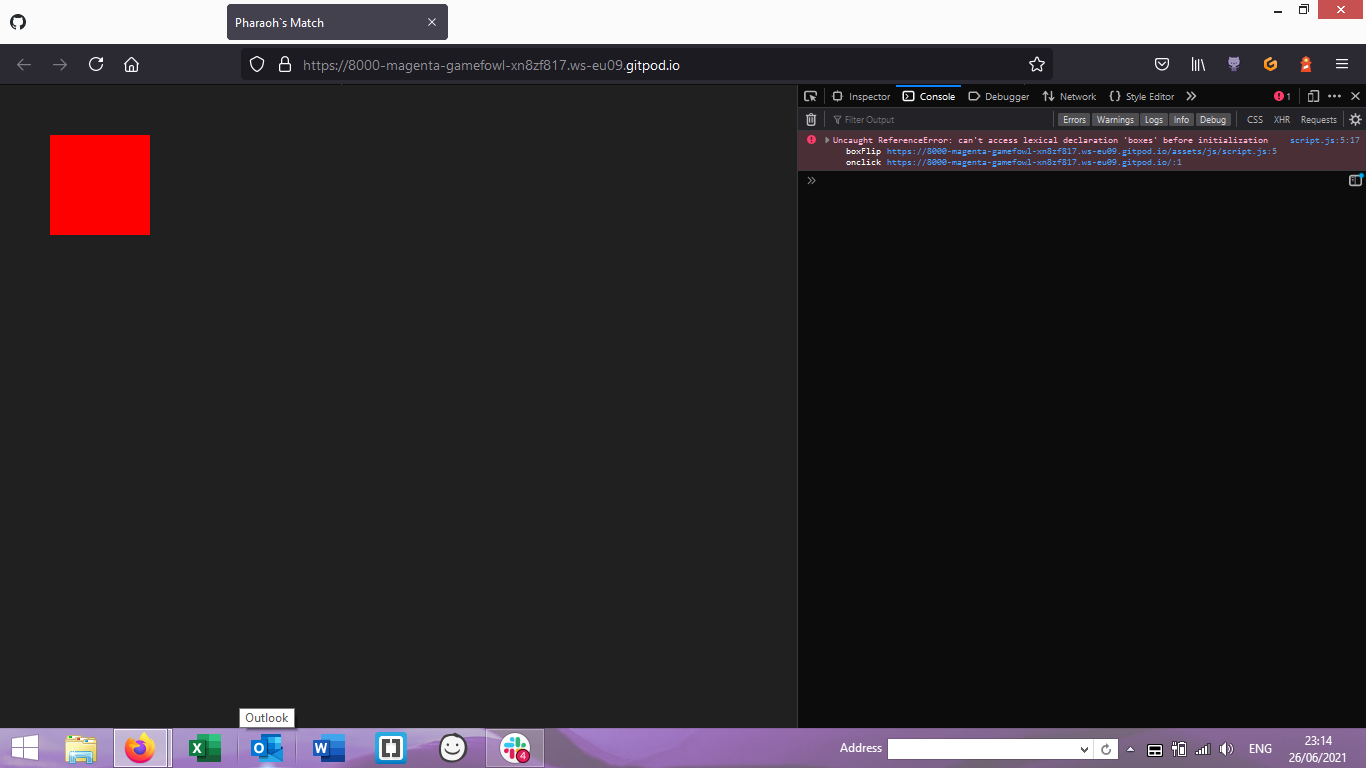 Pharaoh`s Match
https://8000-magenta-gamefowl-xn8zf817.ws-eu09.gitpod.io
Inspector Console Debugger Network Style Editor 1
Filter Output Errors Warnings Logs Info Debug CSS XHR Requests
Uncaught ReferenceError: can't access lexical declaration 'boxes' before initialization script.js:5:17
boxFlip https://8000-magenta-gamefowl-xn8zf817.ws-eu09.gitpod.io/assets/js/script.js:5
onclick https://8000-magenta-gamefowl-xn8zf817.ws-eu09.gitpod.io/:1
Outlook
Address ENG 23:14
26/06/2021
4